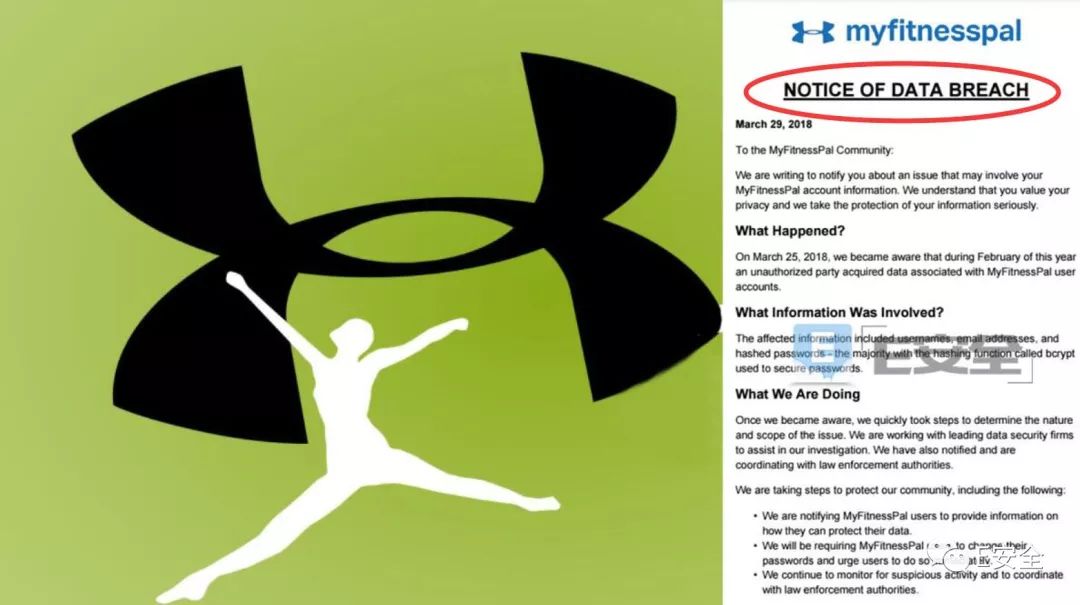 myfitnesspal
NOTICE OF DATA BREACH
March 29, 2018
To the MyFitnessPal Community:
We are writing to notify you about an issue that may involve your
MyFitnessPal account information. We understand that you value your
privacy and we take the protection of your information seriously.
What Happened?
On March 25, 2018, we became aware that during February of this year
an unauthorized party acquired data associated with MyFitnessPal user
accounts.
What Information Was Involved?
The affected information included usernames, email addresses, and
hashed passwords - the majority with the hashing function called bcrypt
used to secure passwords.
E安全
What We Are Doing
Once we became aware, we quickly took steps to determine the nature
and scope of the issue. We are working with leading data security firms
to assist in our investigation. We have also notified and are
coordinating with law enforcement authorities.
We are taking steps to protect our community, including the following:
• We are notifying MyFitnessPal users to provide information on
how they can protect their data.
• We will be requiring MyFitnessPal to change their
passwords and urge users to do so
E安全
• We continue to monitor for suspicious activity and to coordinate
with law enforcement authorities.